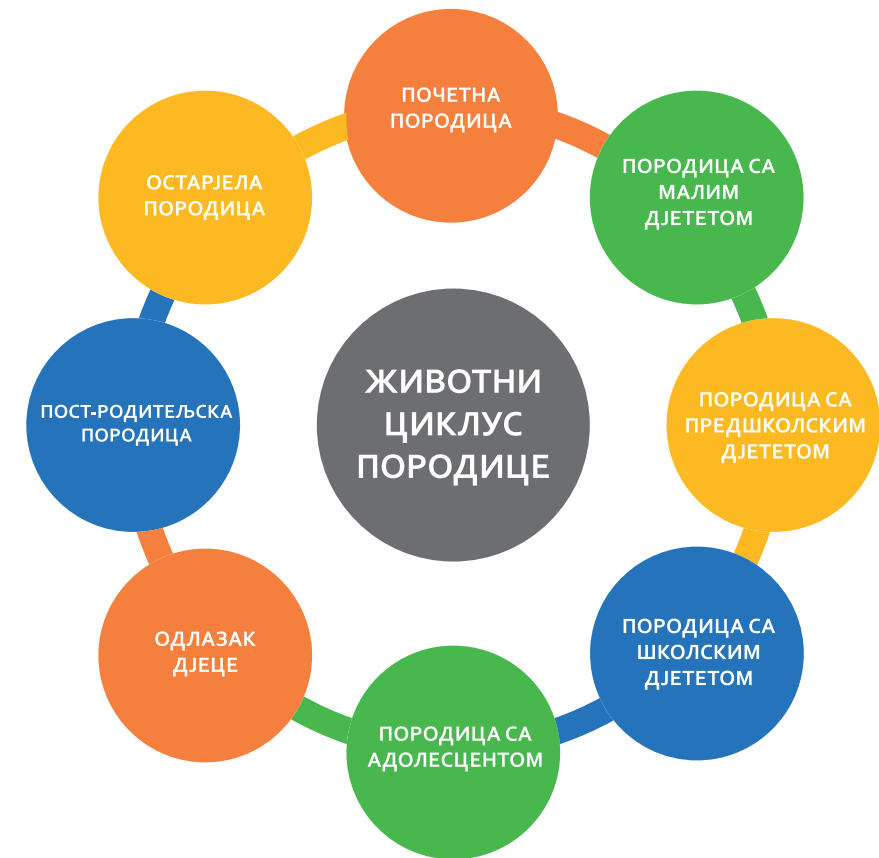 ПОЧЕТНА
ПОРОДИЦА
ПОРОДИЦА СА
МАЛИМ
ДЈЕТЕТОМ
ПОРОДИЦА СА
ПРЕДШКОЛСКИМ
ДЈЕТЕТОМ
ПОРОДИЦА СА
ШКОЛСКИМ
ДЈЕТЕТОМ
ПОРОДИЦА СА
АДОЛЕСЦЕНТОМ
ОДЛАЗАК
ДЈЕЦЕ
ПОСТ-РОДИТЕЉСКА
ПОРОДИЦА
ОСТАРЈЕЛА
ПОРОДИЦА
ЖИВОТНИ
ЦИКЛУС
ПОРОДИЦЕ